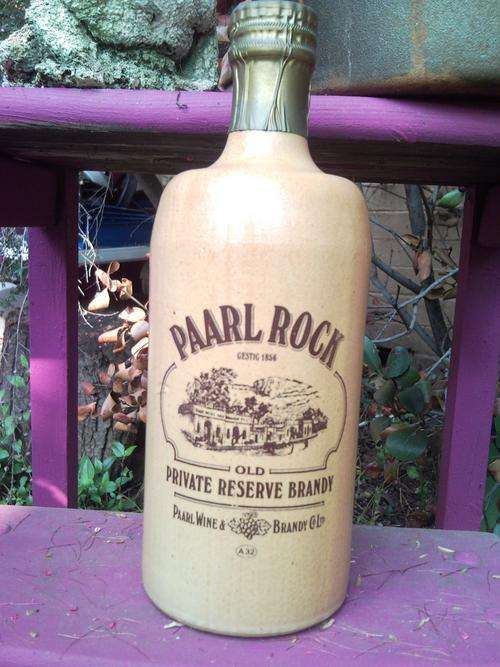 PAARL ROCK
GESTIG 1856
OLD
PRIVATE RESERVE BRANDY
PAARL WINE & BRANDY Co LTD
A 32